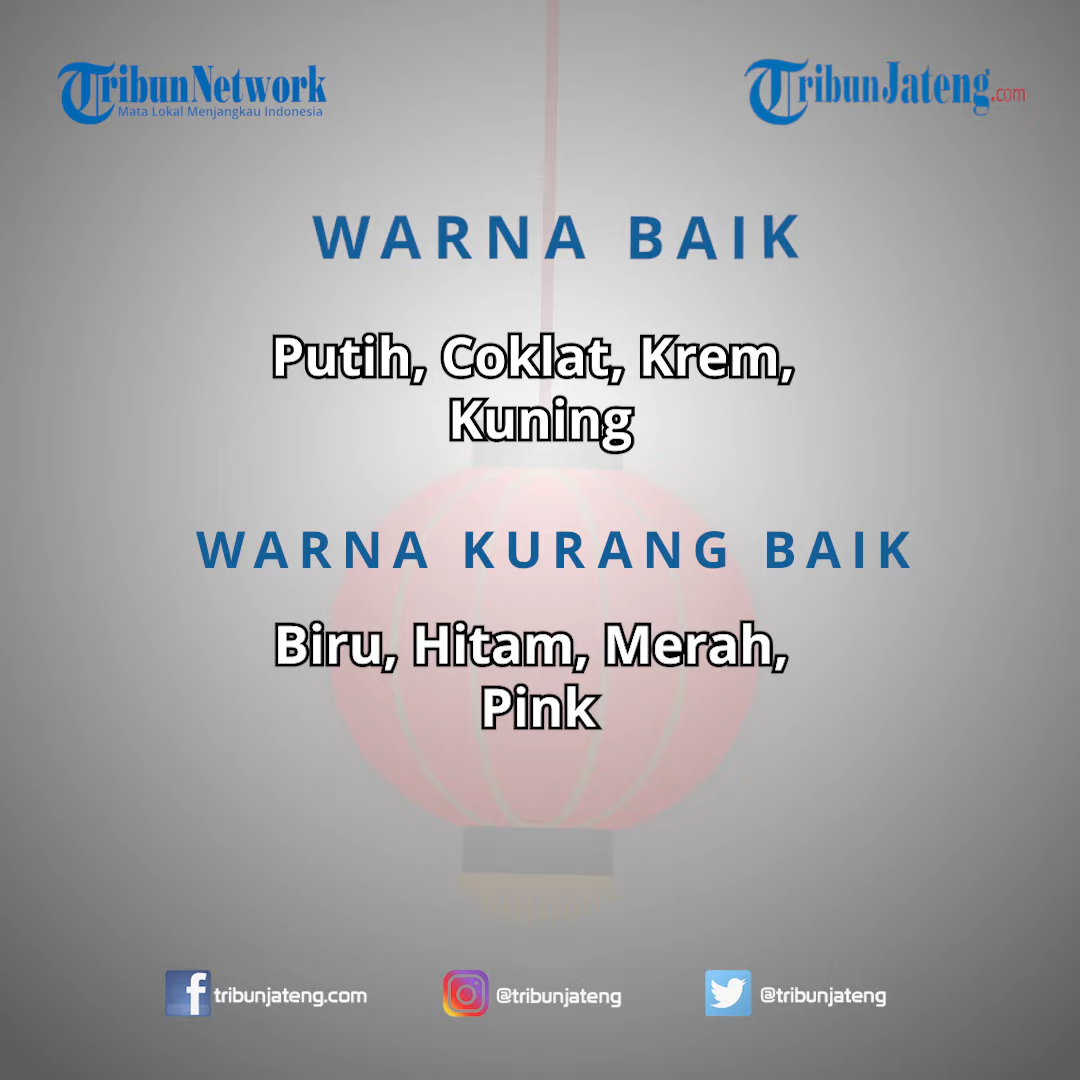 TribunNetwork
Mata Lokal Menjangkau Indonesia
TribunJateng.com
WARNA BAIK
Putih, Coklat, Krem,
Kuning
WARNA KURANG BAIK
Biru, Hitam, Merah,
Pink
tribunjateng.com
@tribunjateng
@tribunjateng